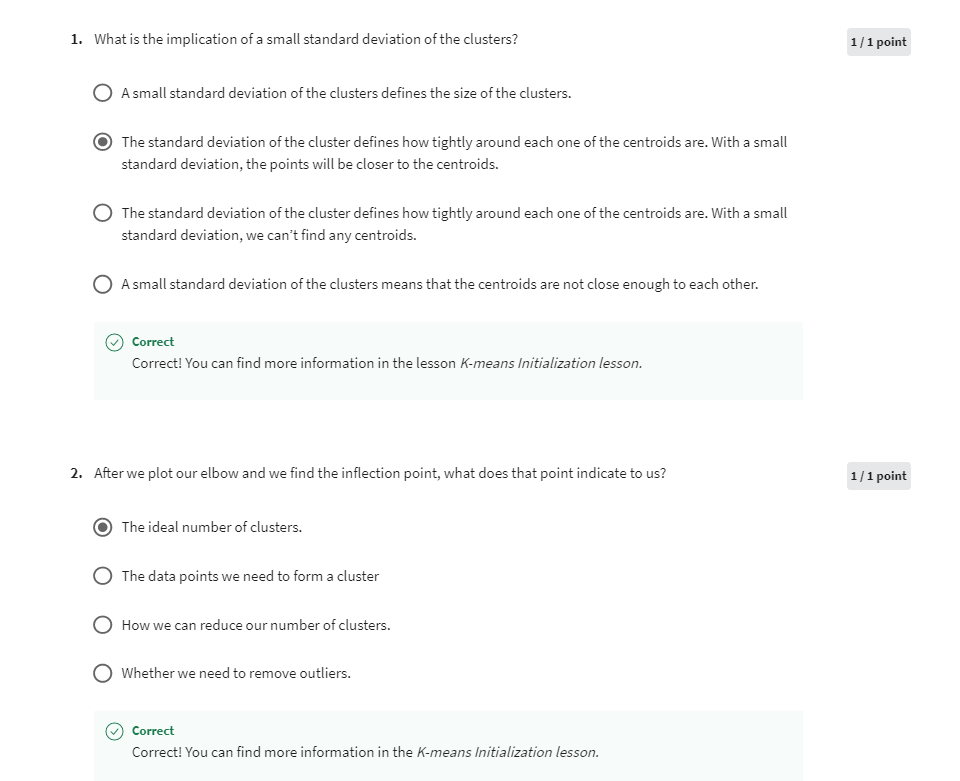 1. What is the implication of a small standard deviation of the clusters?
1 / 1 point
A small standard deviation of the clusters defines the size of the clusters.
The standard deviation of the cluster defines how tightly around each one of the centroids are. With a small
standard deviation, the points will be closer to the centroids.
The standard deviation of the cluster defines how tightly around each one of the centroids are. With a small
standard deviation, we can’t find any centroids.
A small standard deviation of the clusters means that the centroids are not close enough to each other.
Correct
Correct! You can find more information in the lesson K-means Initialization lesson.
2. After we plot our elbow and we find the inflection point, what does that point indicate to us?
1 / 1 point
The ideal number of clusters.
The data points we need to form a cluster
How we can reduce our number of clusters.
Whether we need to remove outliers.
Correct
Correct! You can find more information in the K-means Initialization lesson.